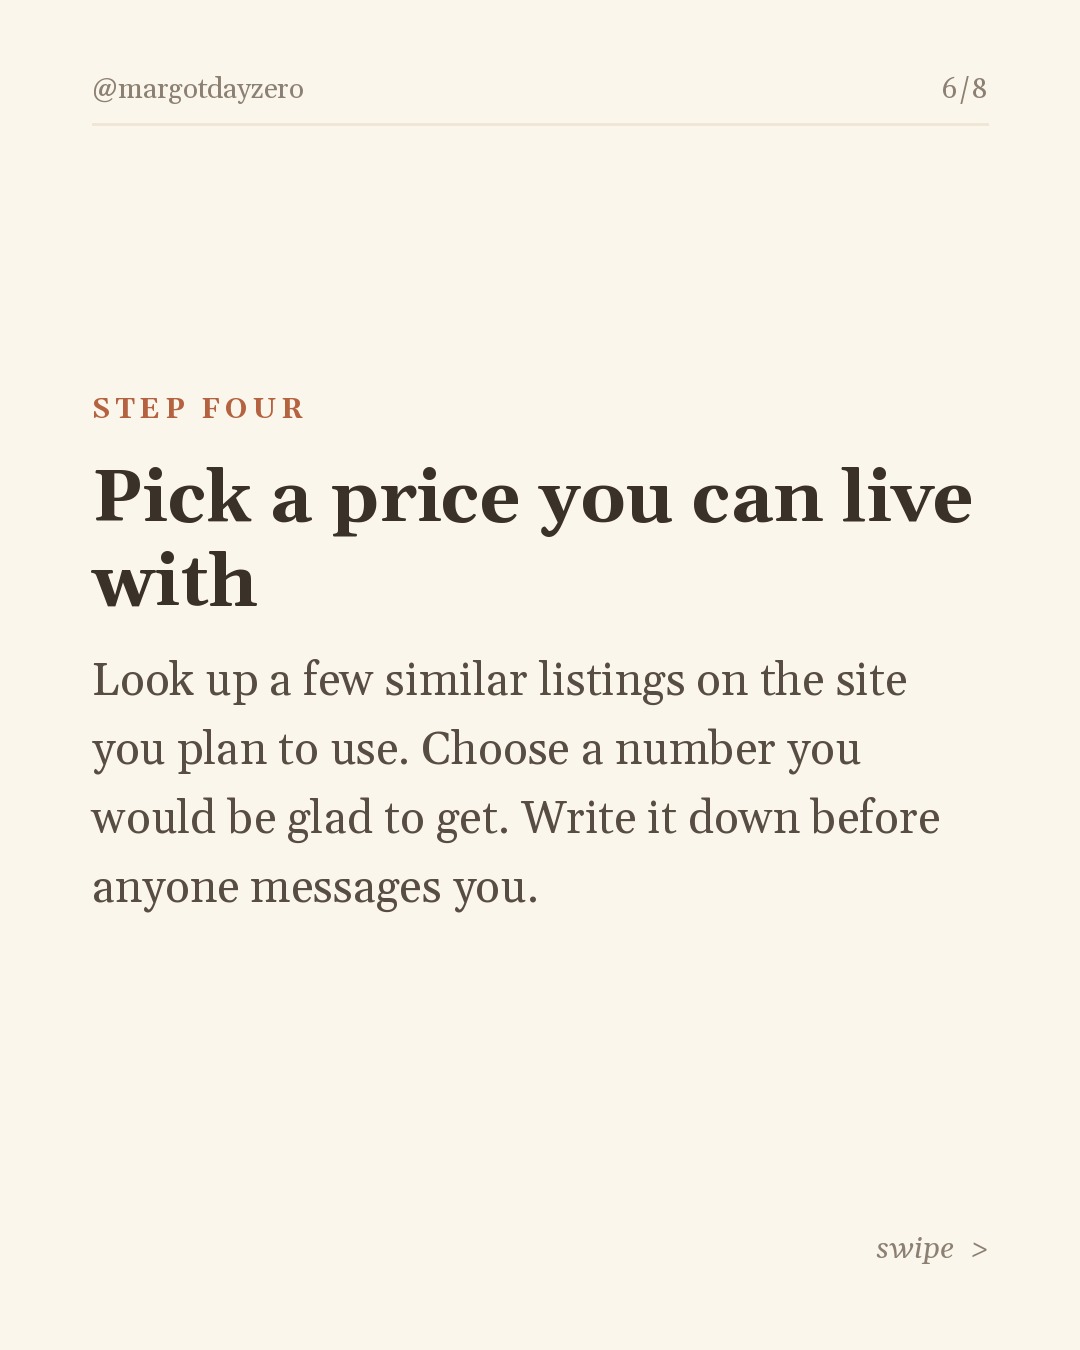 @margotdayzero
6/8
STEP FOUR
Pick a price you can live
with
Look up a few similar listings on the site
you plan to use. Choose a number you
would be glad to get. Write it down before
anyone messages you.
swipe >